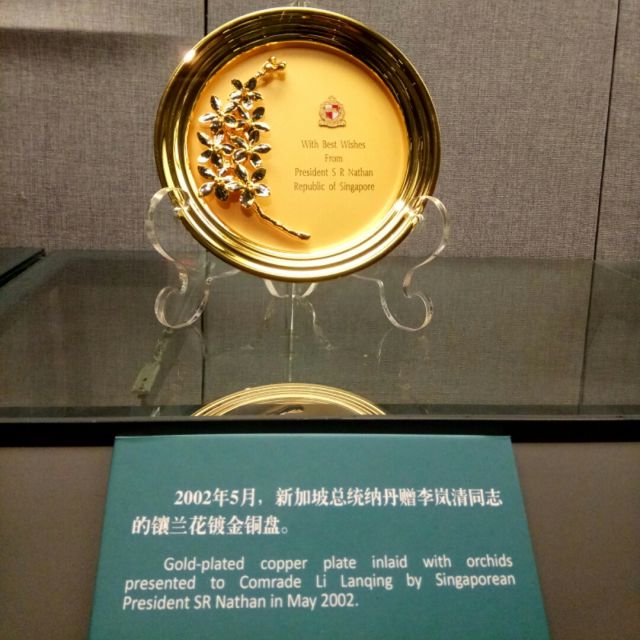 With Best Wishes
From
President S R Nathan
Republic of Singapore
2002年5月，新加坡总统纳丹赠李岚清同志
的镶兰花镀金铜盘。
Gold-plated copper plate inlaid with orchids
presented to Comrade Li Lanqing by Singaporean
President SR Nathan in May 2002.